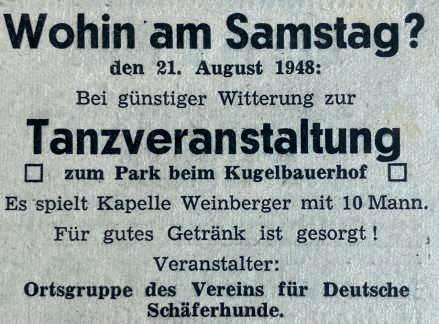 Wohin am Samstag?
den 21. August 1948:
Bei günstiger Witterung zur
Tanzveranstaltung
zum Park beim Kugelbauerhof
Es spielt Kapelle Weinberger mit 10 Mann.
Für gutes Getränk ist gesorgt!
Veranstalter:
Ortsgruppe des Vereins für Deutsche
Schäferhunde.